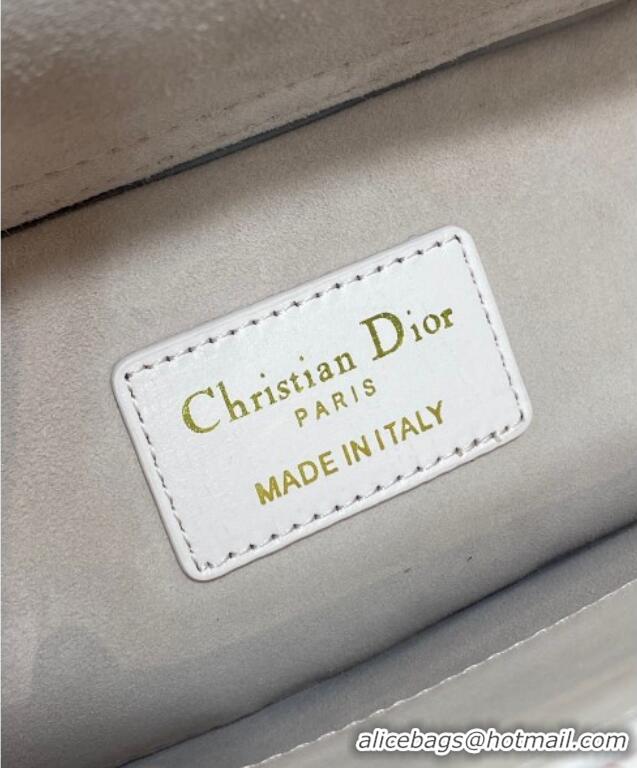 Christian Dior
PARIS
MADE IN ITALY
alicebags@hotmail.com